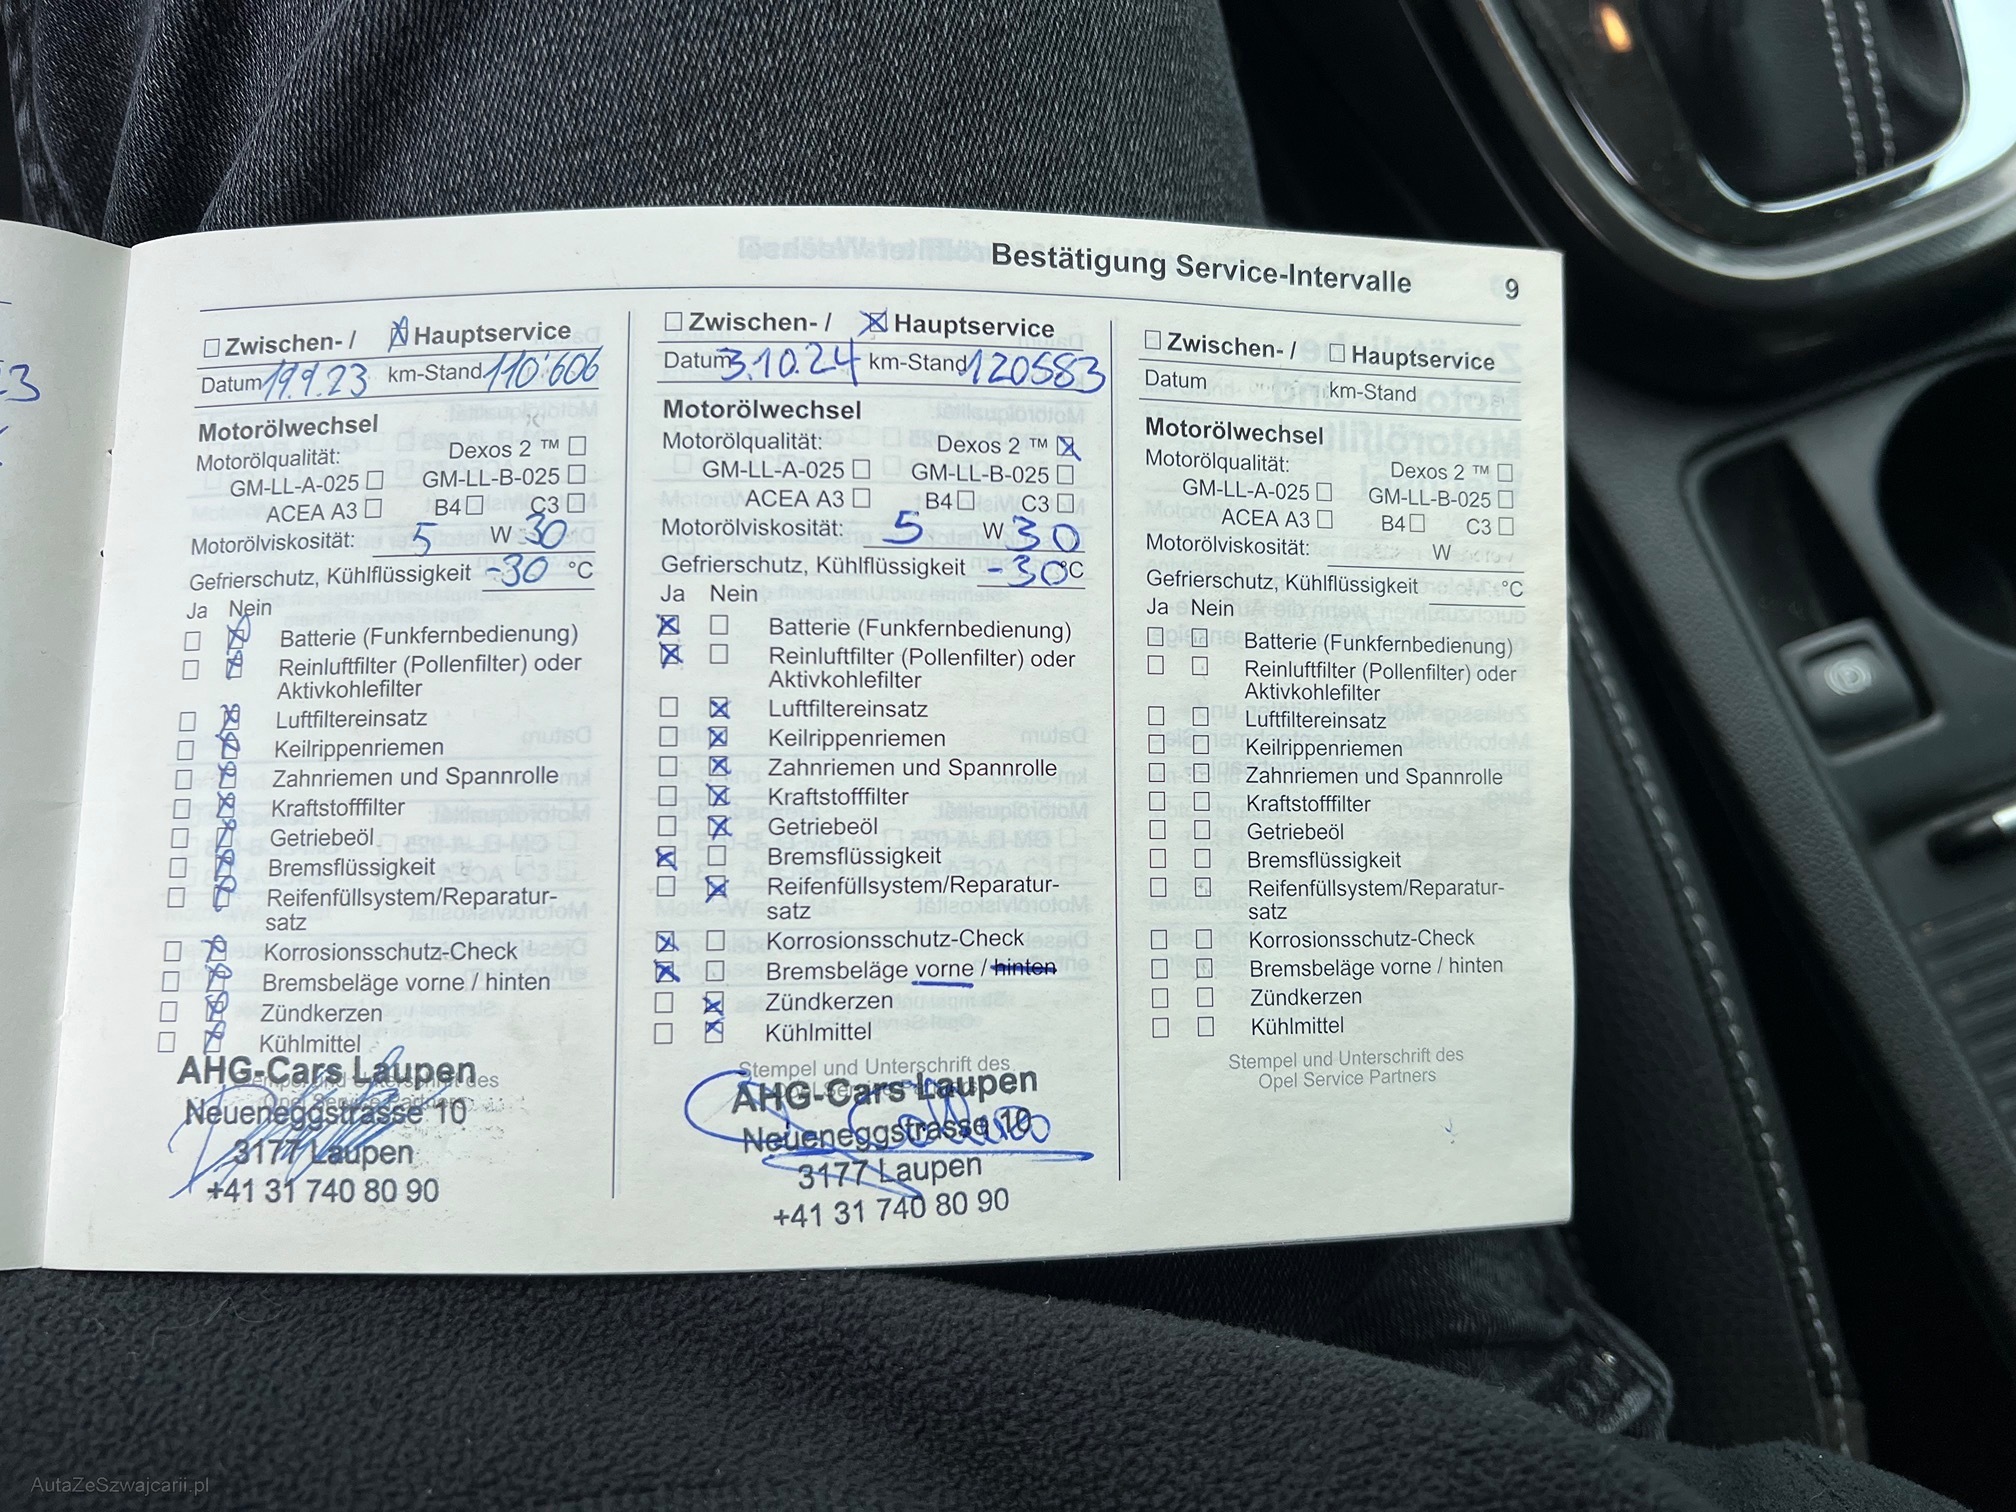 Bestätigung Service-Intervalle 9
☐ Zwischen- / ☒ Hauptservice
Datum 19.9.23 km-Stand 110'606
Motorölwechsel
Motorölqualität: Dexos 2 ™ ☐
GM-LL-A-025 ☐ GM-LL-B-025 ☐
ACEA A3 ☐ B4 ☐ C3 ☐
Motorölviskosität: 5 W 30
Gefrierschutz, Kühlflüssigkeit -30 °C
Ja Nein
☐ ☒ Batterie (Funkfernbedienung)
☐ ☒ Reinluftfilter (Pollenfilter) oder
Aktivkohlefilter
☐ ☒ Luftfiltereinsatz
☐ ☒ Keilrippenriemen
☐ ☒ Zahnriemen und Spannrolle
☐ ☒ Kraftstofffilter
☐ ☒ Getriebeöl
☐ ☒ Bremsflüssigkeit
☐ ☒ Reifenfüllsystem/Reparatur-
satz
☐ ☒ Korrosionsschutz-Check
☐ ☒ Bremsbeläge vorne / hinten
☐ ☒ Zündkerzen
☐ ☒ Kühlmittel
Stempel und Unterschrift des
Opel Service Partners
AHG-Cars Laupen
Neueneggstrasse 10
3177 Laupen
+41 31 740 80 90
☐ Zwischen- / ☒ Hauptservice
Datum 3.10.24 km-Stand 120583
Motorölwechsel
Motorölqualität: Dexos 2 ™ ☒
GM-LL-A-025 ☐ GM-LL-B-025 ☐
ACEA A3 ☐ B4 ☐ C3 ☐
Motorölviskosität: 5 W 30
Gefrierschutz, Kühlflüssigkeit -30 °C
Ja Nein
☒ ☐ Batterie (Funkfernbedienung)
☒ ☐ Reinluftfilter (Pollenfilter) oder
Aktivkohlefilter
☐ ☒ Luftfiltereinsatz
☐ ☒ Keilrippenriemen
☐ ☒ Zahnriemen und Spannrolle
☐ ☒ Kraftstofffilter
☐ ☒ Getriebeöl
☒ ☐ Bremsflüssigkeit
☐ ☒ Reifenfüllsystem/Reparatur-
satz
☒ ☐ Korrosionsschutz-Check
☒ ☐ Bremsbeläge vorne / hinten
☐ ☒ Zündkerzen
☐ ☒ Kühlmittel
Stempel und Unterschrift des
Opel Service Partners
AHG-Cars Laupen
Neueneggstrasse 10
3177 Laupen
+41 31 740 80 90
☐ Zwischen- / ☐ Hauptservice
Datum km-Stand
Motorölwechsel
Motorölqualität: Dexos 2 ™ ☐
GM-LL-A-025 ☐ GM-LL-B-025 ☐
ACEA A3 ☐ B4 ☐ C3 ☐
Motorölviskosität: W
Gefrierschutz, Kühlflüssigkeit °C
Ja Nein
☐ ☐ Batterie (Funkfernbedienung)
☐ ☐ Reinluftfilter (Pollenfilter) oder
Aktivkohlefilter
☐ ☐ Luftfiltereinsatz
☐ ☐ Keilrippenriemen
☐ ☐ Zahnriemen und Spannrolle
☐ ☐ Kraftstofffilter
☐ ☐ Getriebeöl
☐ ☐ Bremsflüssigkeit
☐ ☐ Reifenfüllsystem/Reparatur-
satz
☐ ☐ Korrosionsschutz-Check
☐ ☐ Bremsbeläge vorne / hinten
☐ ☐ Zündkerzen
☐ ☐ Kühlmittel
Stempel und Unterschrift des
Opel Service Partners
AutaZeSzwajcarii.pl